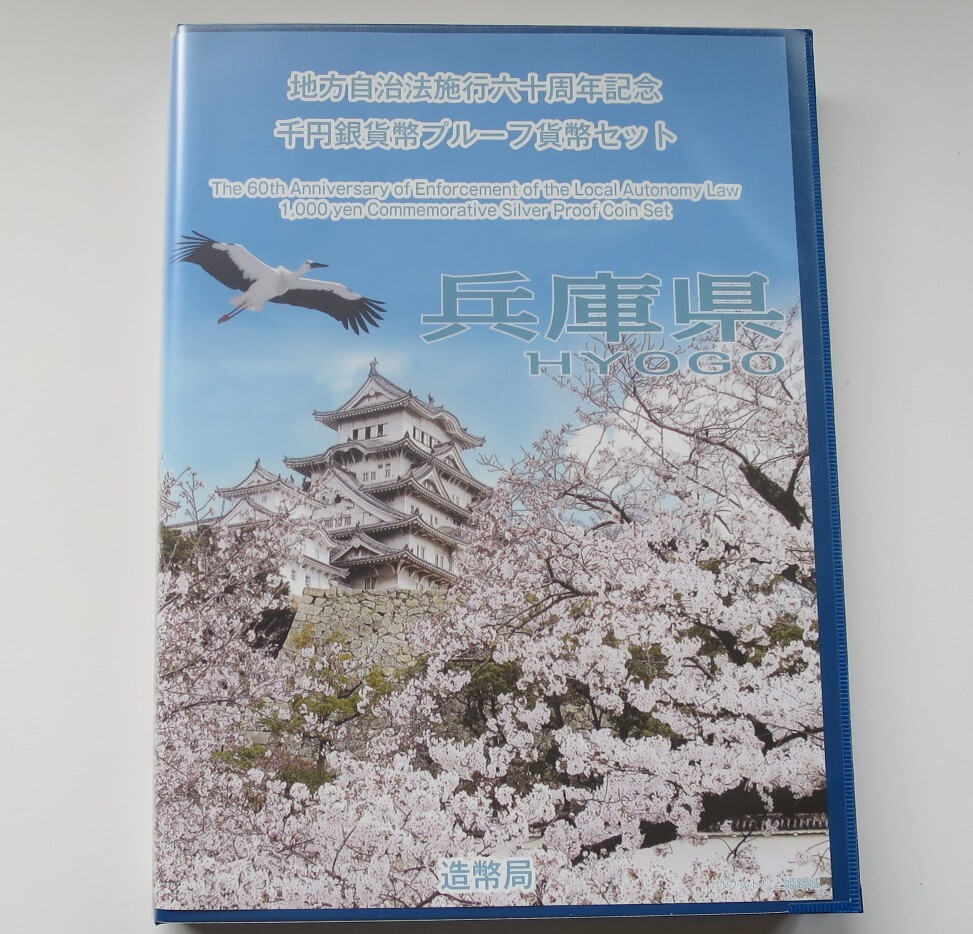 地方自治法施行六十周年記念
千円銀貨幣プルーフ貨幣セット
The 60th Anniversary of Enforcement of the Local Autonomy Law
1,000 yen Commemorative Silver Proof Coin Set
兵庫県
HYOGO
造幣局